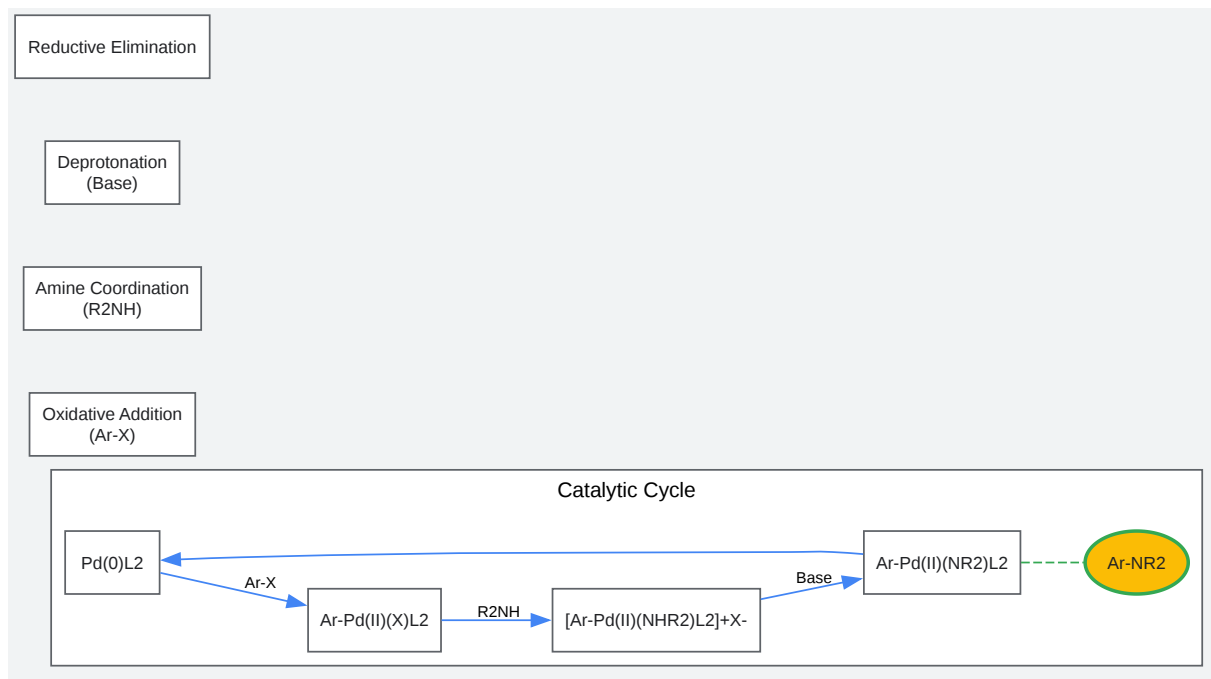 Reductive Elimination
Deprotonation
(Base)
Amine Coordination
(R2NH)
Oxidative Addition
(Ar-X)
Catalytic Cycle
Pd(0)L2
Ar-X
Ar-Pd(II)(X)L2
R2NH
[Ar-Pd(II)(NHR2)L2]+X-
Base
Ar-Pd(II)(NR2)L2
Ar-NR2